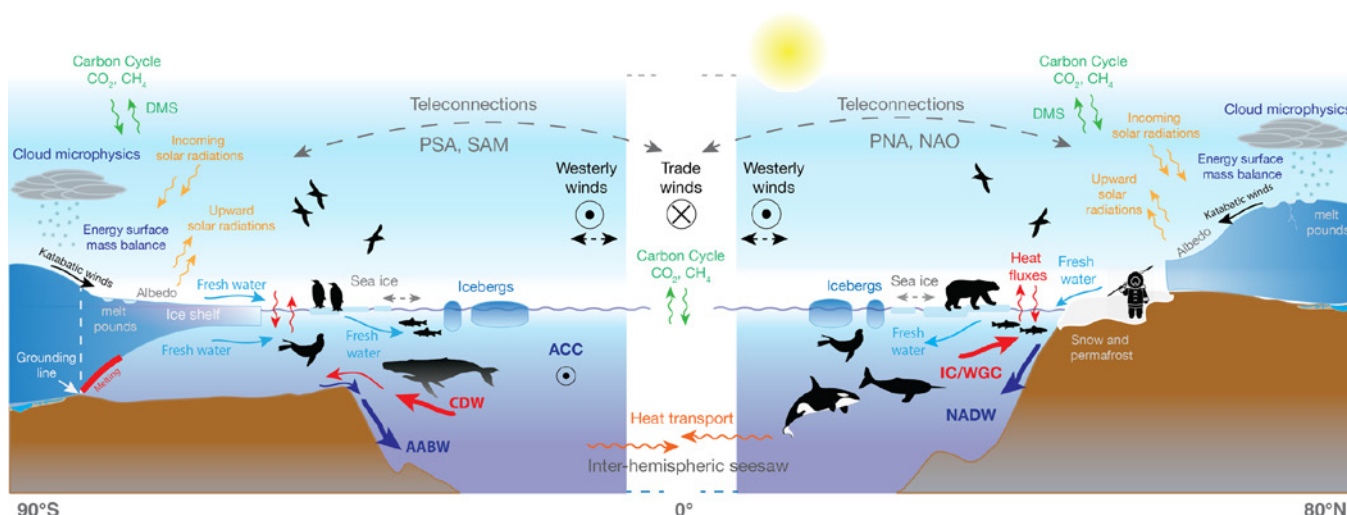 Carbon Cycle
CO₂, CH₄
DMS
Cloud microphysics
Incoming
solar radiations
Energy surface
mass balance
Upward
solar radiations
Katabatic winds
Albedo
melt
pounds
Ice shelf
Fresh water
Fresh water
Grounding
line
Melting
Teleconnections
PSA, SAM
Sea ice
Fresh
water
Icebergs
CDW
AABW
ACC
Westerly
winds
Trade
winds
Westerly
winds
Carbon Cycle
CO₂, CH₄
Heat transport
Inter-hemispheric seesaw
Teleconnections
PNA, NAO
Icebergs
Sea ice
Fresh
water
Heat
fluxes
Fresh
water
IC/WGC
NADW
Carbon Cycle
CO₂, CH₄
DMS
Incoming
solar radiations
Cloud microphysics
Energy surface
mass balance
Upward
solar
radiations
Katabatic winds
Albedo
melt
pounds
Snow and
permafrost
90°S
0°
80°N